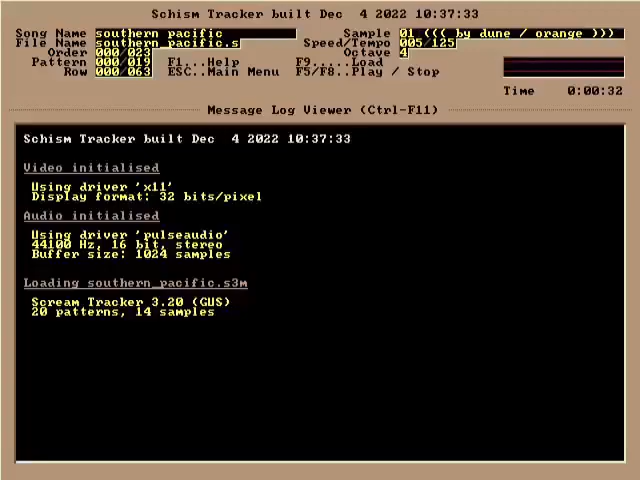 Schism Tracker built Dec  4 2022 10:37:33
Song Name southern pacific Sample 01 ((( by dune / orange )))
File Name southern_pacific.s Speed/Tempo 005/125
Order 000/023 Octave 4
Pattern 000/019 F1...Help F9.....Load
Row 000/063 ESC..Main Menu F5/F8..Play / Stop
Time 0:00:32
Message Log Viewer (Ctrl-F11)
Schism Tracker built Dec  4 2022 10:37:33
Video initialised
Using driver 'x11'
Display format: 32 bits/pixel
Audio initialised
Using driver 'pulseaudio'
44100 Hz, 16 bit, stereo
Buffer size: 1024 samples
Loading southern_pacific.s3m
Scream Tracker 3.20 (GUS)
20 patterns, 14 samples